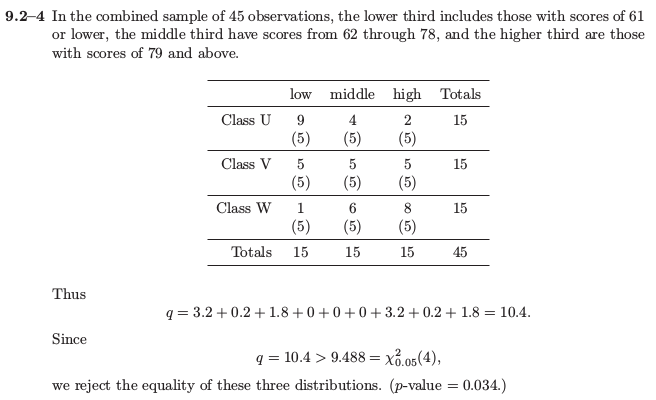 9.2–4 In the combined sample of 45 observations, the lower third includes those with scores of 61
or lower, the middle third have scores from 62 through 78, and the higher third are those
with scores of 79 and above.
low middle high Totals
Class U 9 4 2 15
(5) (5) (5)
Class V 5 5 5 15
(5) (5) (5)
Class W 1 6 8 15
(5) (5) (5)
Totals 15 15 15 45
Thus
q = 3.2 + 0.2 + 1.8 + 0 + 0 + 0 + 3.2 + 0.2 + 1.8 = 10.4.
Since
q = 10.4 > 9.488 = χ²₀.₀₅(4),
we reject the equality of these three distributions. (p-value = 0.034.)